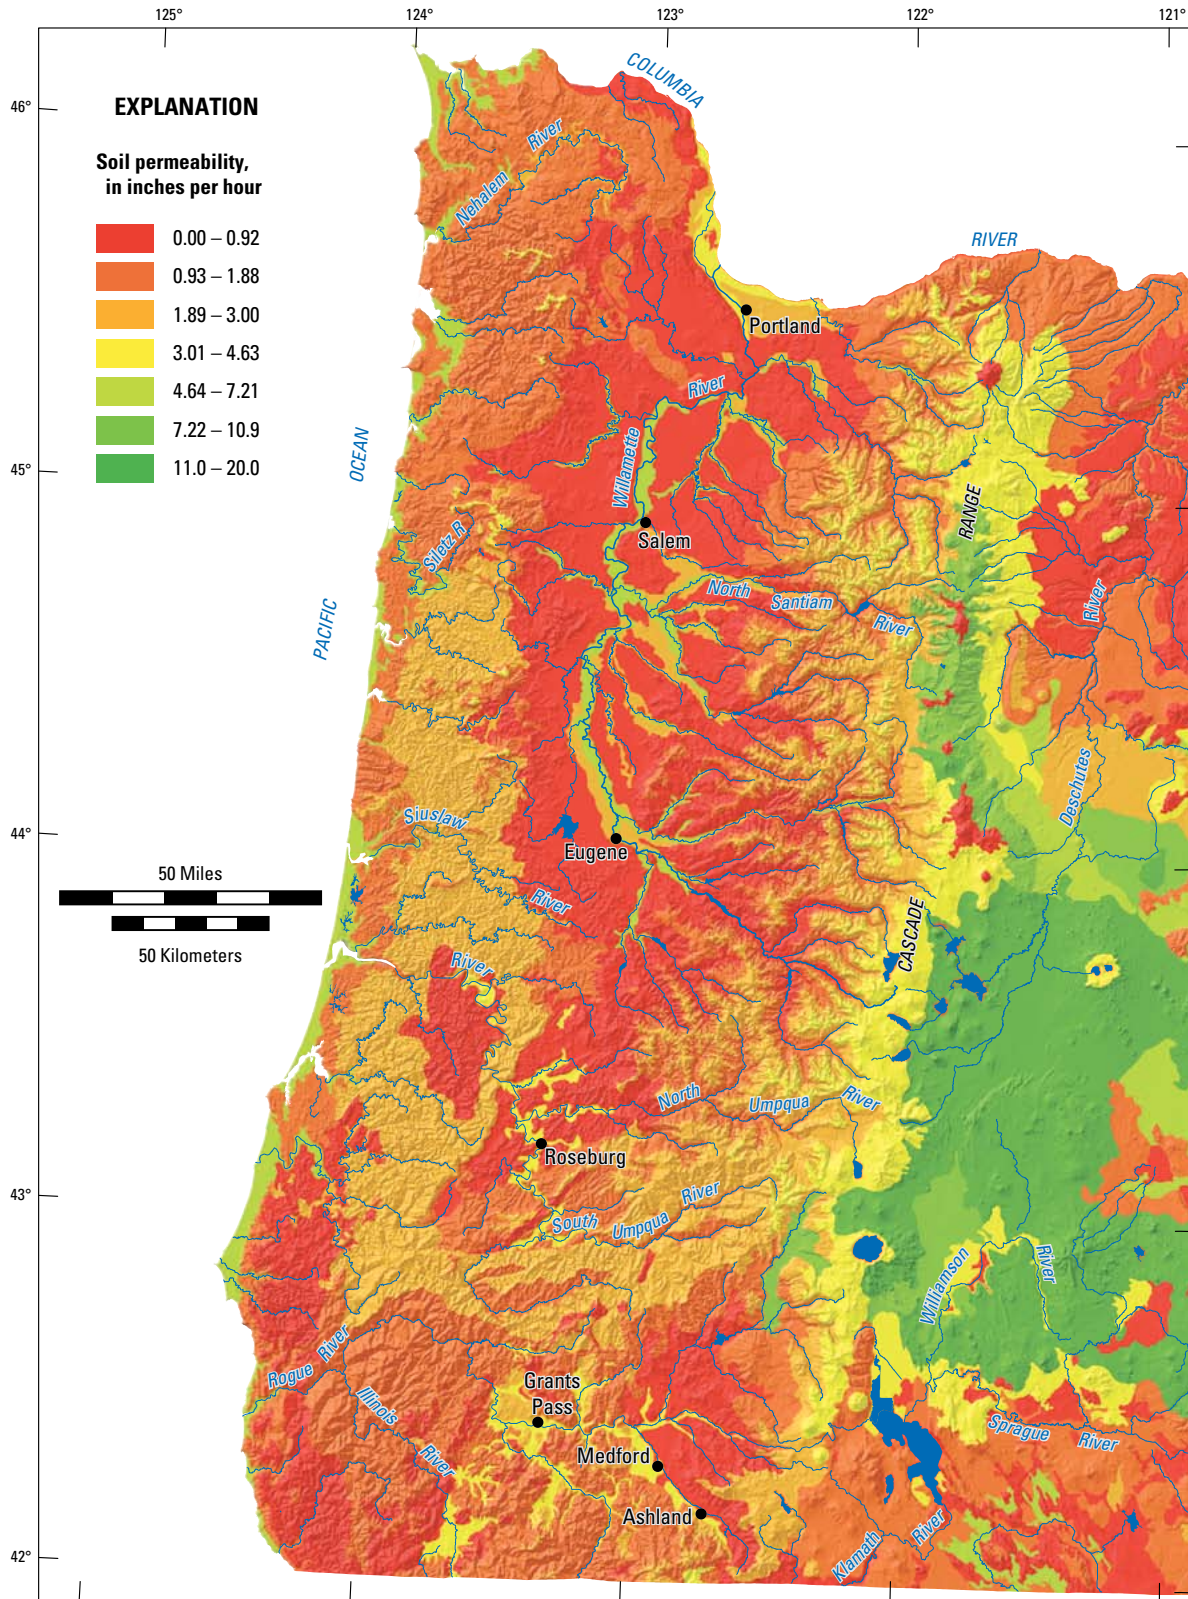 125°
124°
123°
122°
121°
46°
45°
44°
43°
42°
EXPLANATION
Soil permeability,
in inches per hour
0.00 – 0.92
0.93 – 1.88
1.89 – 3.00
3.01 – 4.63
4.64 – 7.21
7.22 – 10.9
11.0 – 20.0
COLUMBIA
RIVER
Nehalem
River
Portland
River
Willamette
OCEAN
PACIFIC
RANGE
Salem
Siletz R
North
Santiam
River
River
Deschutes
Siuslaw
River
Eugene
50 Miles
50 Kilometers
CASCADE
River
North
Umpqua
River
Roseburg
South
Umpqua
River
Williamson
River
Rogue River
Illinois
River
Grants
Pass
Medford
Ashland
Sprague
River
Klamath
River